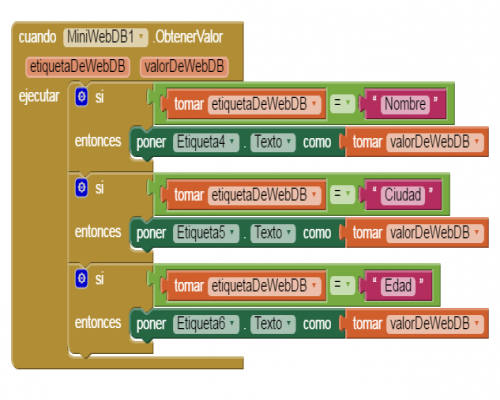 cuando MiniWebDB1 .ObtenerValor
etiquetaDeWebDB valorDeWebDB
ejecutar si tomar etiquetaDeWebDB = " Nombre "
entonces poner Etiqueta4 . Texto como tomar valorDeWebDB
si tomar etiquetaDeWebDB = " Ciudad "
entonces poner Etiqueta5 . Texto como tomar valorDeWebDB
si tomar etiquetaDeWebDB = " Edad "
entonces poner Etiqueta6 . Texto como tomar valorDeWebDB